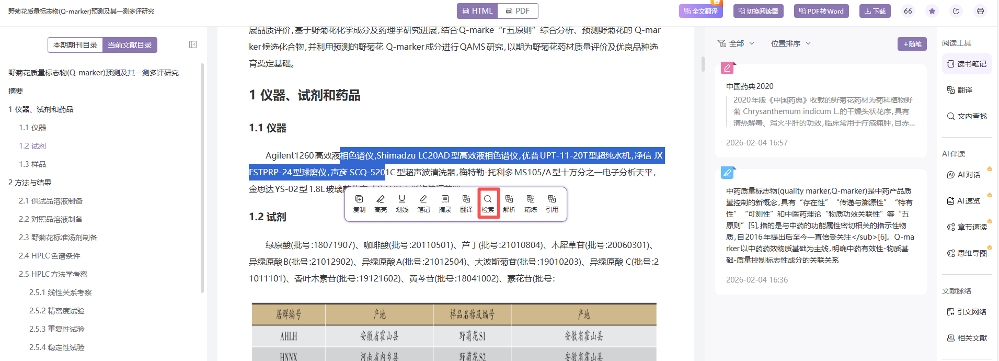 野菊花质量标志物(Q-marker)预测及其一测多评研究
HTML
PDF
全文翻译
切换阅读器
PDF转Word
下载
66
本期期刊目录
当前文献目录
野菊花质量标志物(Q-marker)预测及其一测多评研究
摘要
1 仪器、试剂和药品
1.1 仪器
1.2 试剂
1.3 样品
2 方法与结果
2.1 供试品溶液制备
2.2 对照品溶液制备
2.3 野菊花标准汤剂制备
2.4 HPLC色谱条件
2.5 HPLC方法学考察
2.5.1 线性关系考察
2.5.2 精密度试验
2.5.3 重复性试验
2.5.4 稳定性试验
展品质评价,基于野菊花化学成分及药理学研究进展,结合Q-marke“r五原则”综合分析、预测野菊花的 Q-mar
ker候选化合物,并利用预测的野菊花 Q-marker成分进行QAMS研究,以期为野菊花药材质量评价及优良品种选
育奠定基础。
1 仪器、试剂和药品
1.1 仪器
Agilent1260高效液相色谱仪,Shimadzu LC20AD型高效液相色谱仪,优普UPT-11-20T型超纯水机,净信 JX
FSTPRP-24型球磨仪,声彦 SCQ-5201C型超声波清洗器,梅特勒-托利多MS105/A型十万分之一电子分析天平,
金思达YS-02型1.8L玻璃
复制
高亮
划线
笔记
摘录
翻译
检索
解析
精炼
引用
1.2 试剂
绿原酸(批号:18071907)、咖啡酸(批号:20110501)、芦丁(批号:21010804)、木犀草苷(批号:20060301)、
异绿原酸B(批号:21012902)、异绿原酸A(批号:21012504)、大波斯菊苷(批号:19010203)、异绿原酸 C(批号:2
1011101)、香叶木素苷(批号:19121602)、黄芩苷(批号:18041002)、蒙花苷(批号:
居群编号 产地 样品名称及编号 产地
AHLH 安徽省霍山县 野菊花S1 安徽省霍山县
HNNX 河南省内乡县 野菊花S2 安徽省霍山县
全部
位置排序
+随笔
中国药典2020
2020年版《中国药典》收载的野菊花药材为菊科植物野
菊 Chrysanthemum indicum L.的干燥头状花序,具有
清热解毒、泻火平肝的功效,临床常用于疔疮痈肿,目赤...
2026-02-04 16:57
中药质量标志物(quality marker,Q-marker)是中药产品质
量控制的新概念,具有“存在性”“传递与溯源性”“特有
性”“可测性”和中医药理论“物质功效关联性”等“五
原则”[5],指的是与中药的功能属性密切相关的指示性物
质,自2016年提出后至今一直倍受关注</sub>[6]。Q-ma
rker以中药药效物质基础为主线,明确中药有效性-物质基
础-质量控制标志性成分的关联关系
2026-02-04 16:36
阅读工具
读书笔记
翻译
文内查找
AI伴读
AI对话
AI速览
章节速读
思维导图
文献脉络
引文网络
相关文献